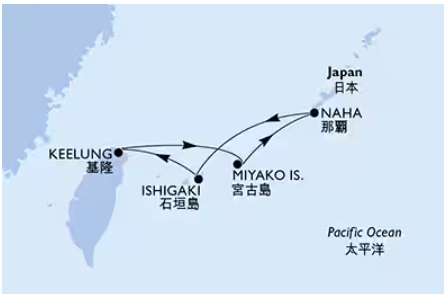 Japan
日本
NAHA
那覇
KEELUNG
基隆
MIYAKO IS.
宮古島
ISHIGAKI
石垣島
Pacific Ocean
太平洋